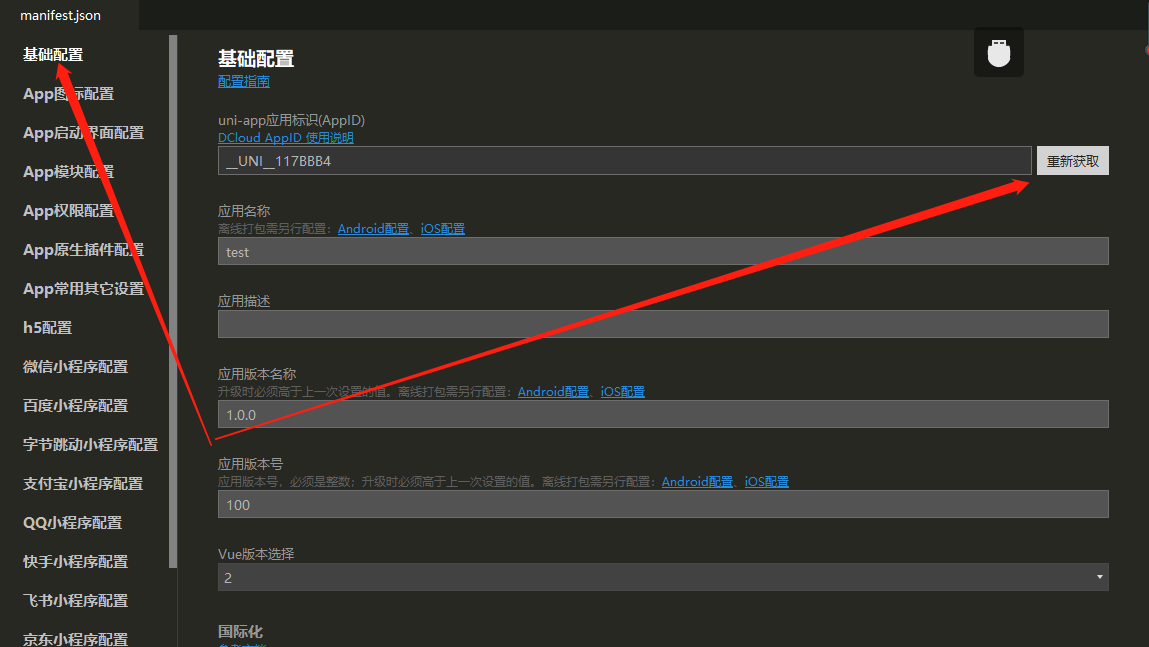 manifest.json
基础配置
App图标配置
App启动界面配置
App模块配置
App权限配置
App原生插件配置
App常用其它设置
h5配置
微信小程序配置
百度小程序配置
字节跳动小程序配置
支付宝小程序配置
QQ小程序配置
快手小程序配置
飞书小程序配置
京东小程序配置
基础配置
配置指南
uni-app应用标识(AppID)
DCloud AppID 使用说明
__UNI__117BBB4
重新获取
应用名称
离线打包需另行配置：Android配置、iOS配置
test
应用描述
应用版本名称
升级时必须高于上一次设置的值。离线打包需另行配置：Android配置、iOS配置
1.0.0
应用版本号
应用版本号，必须是整数；升级时必须高于上一次设置的值。离线打包需另行配置：Android配置、iOS配置
100
Vue版本选择
2
国际化